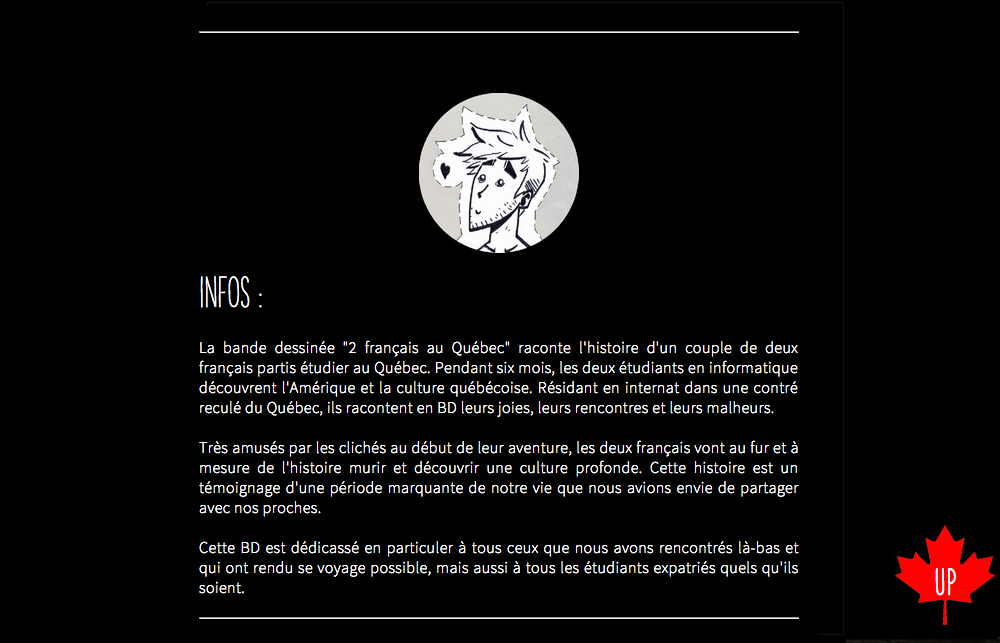 INFOS :
La bande dessinée "2 français au Québec" raconte l'histoire d'un couple de deux
français partis étudier au Québec. Pendant six mois, les deux étudiants en informatique
découvrent l'Amérique et la culture québécoise. Résidant en internat dans une contré
reculé du Québec, ils racontent en BD leurs joies, leurs rencontres et leurs malheurs.
Très amusés par les clichés au début de leur aventure, les deux français vont au fur et à
mesure de l'histoire murir et découvrir une culture profonde. Cette histoire est un
témoignage d'une période marquante de notre vie que nous avions envie de partager
avec nos proches.
Cette BD est dédicassé en particuler à tous ceux que nous avons rencontrés là-bas et
qui ont rendu se voyage possible, mais aussi à tous les étudiants expatriés quels qu'ils
soient.
UP